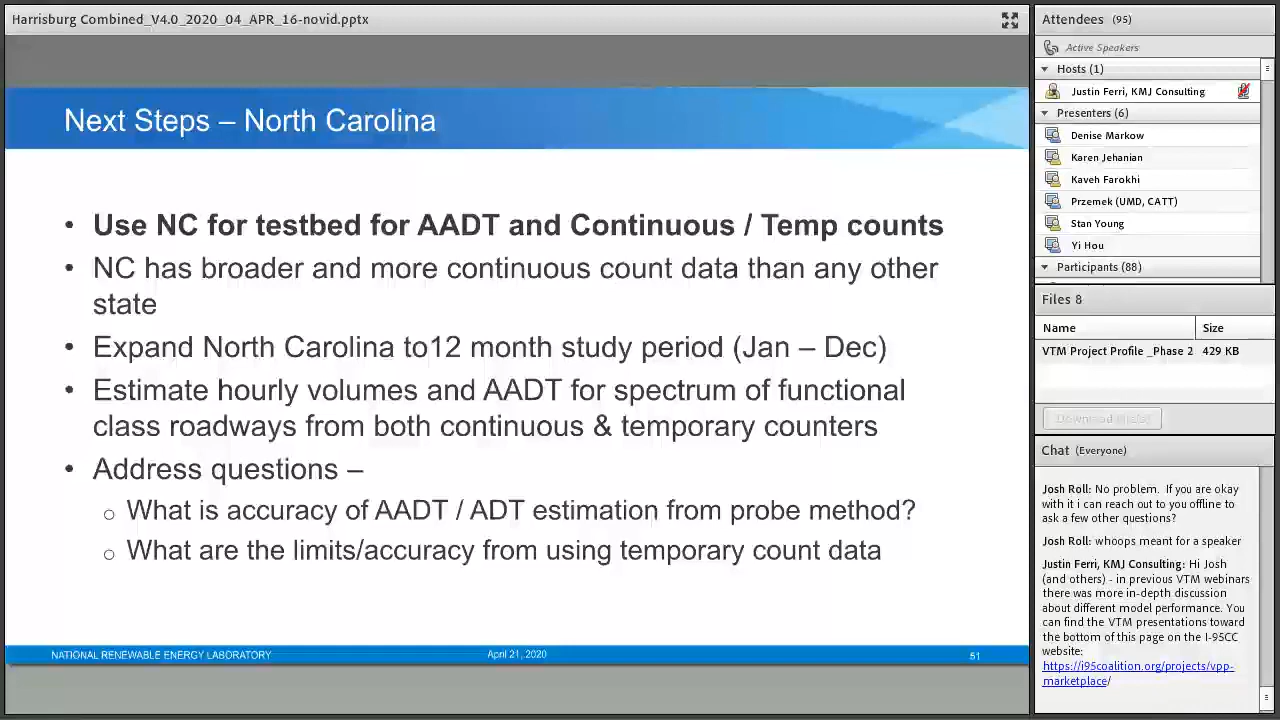 Harrisburg Combined_V4.0_2020_04_APR_16-novid.pptx
Next Steps – North Carolina
• Use NC for testbed for AADT and Continuous / Temp counts
• NC has broader and more continuous count data than any other
state
• Expand North Carolina to12 month study period (Jan – Dec)
• Estimate hourly volumes and AADT for spectrum of functional
class roadways from both continuous & temporary counters
• Address questions –
o What is accuracy of AADT / ADT estimation from probe method?
o What are the limits/accuracy from using temporary count data
NATIONAL RENEWABLE ENERGY LABORATORY April 21, 2020 51
Attendees (95)
Active Speakers
Hosts (1)
Justin Ferri, KMJ Consulting
Presenters (6)
Denise Markow
Karen Jehanian
Kaveh Farokhi
Przemek (UMD, CATT)
Stan Young
Yi Hou
Participants (88)
Files 8
Name Size
VTM Project Profile _Phase 2 429 KB
Download File(s)
Chat (Everyone)
Josh Roll: No problem. If you are okay
with it i can reach out to you offline to
ask a few other questions?
Josh Roll: whoops meant for a speaker
Justin Ferri, KMJ Consulting: Hi Josh
(and others) - in previous VTM webinars
there was more in-depth discussion
about different model performance. You
can find the VTM presentations toward
the bottom of this page on the I-95CC
website:
https://i95coalition.org/projects/vpp-
marketplace/